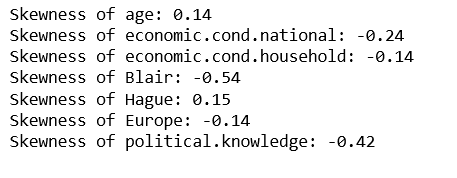 Skewness of age: 0.14
Skewness of economic.cond.national: -0.24
Skewness of economic.cond.household: -0.14
Skewness of Blair: -0.54
Skewness of Hague: 0.15
Skewness of Europe: -0.14
Skewness of political.knowledge: -0.42